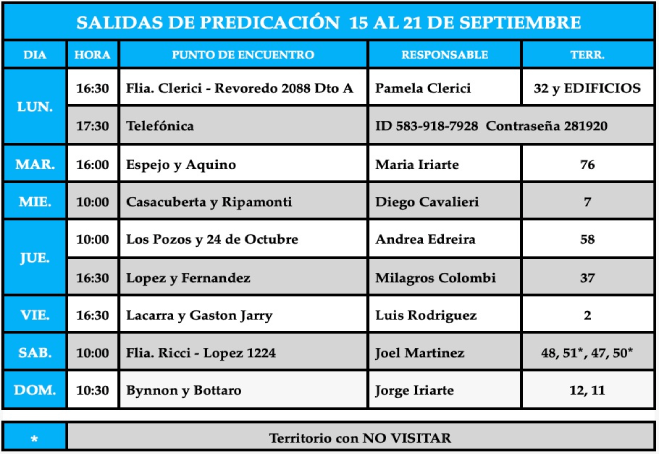 SALIDAS DE PREDICACIÓN 15 AL 21 DE SEPTIEMBRE
DIA HORA PUNTO DE ENCUENTRO RESPONSABLE TERR.
LUN. 16:30 Flia. Clerici - Revoredo 2088 Dto A Pamela Clerici 32 y EDIFICIOS
17:30 Telefónica ID 583-918-7928 Contraseña 281920
MAR. 16:00 Espejo y Aquino Maria Iriarte 76
MIE. 10:00 Casacuberta y Ripamonti Diego Cavalieri 7
JUE. 10:00 Los Pozos y 24 de Octubre Andrea Edreira 58
16:30 Lopez y Fernandez Milagros Colombi 37
VIE. 16:30 Lacarra y Gaston Jarry Luis Rodriguez 2
SAB. 10:00 Flia. Ricci - Lopez 1224 Joel Martinez 48, 51*, 47, 50*
DOM. 10:30 Bynnon y Bottaro Jorge Iriarte 12, 11
* Territorio con NO VISITAR